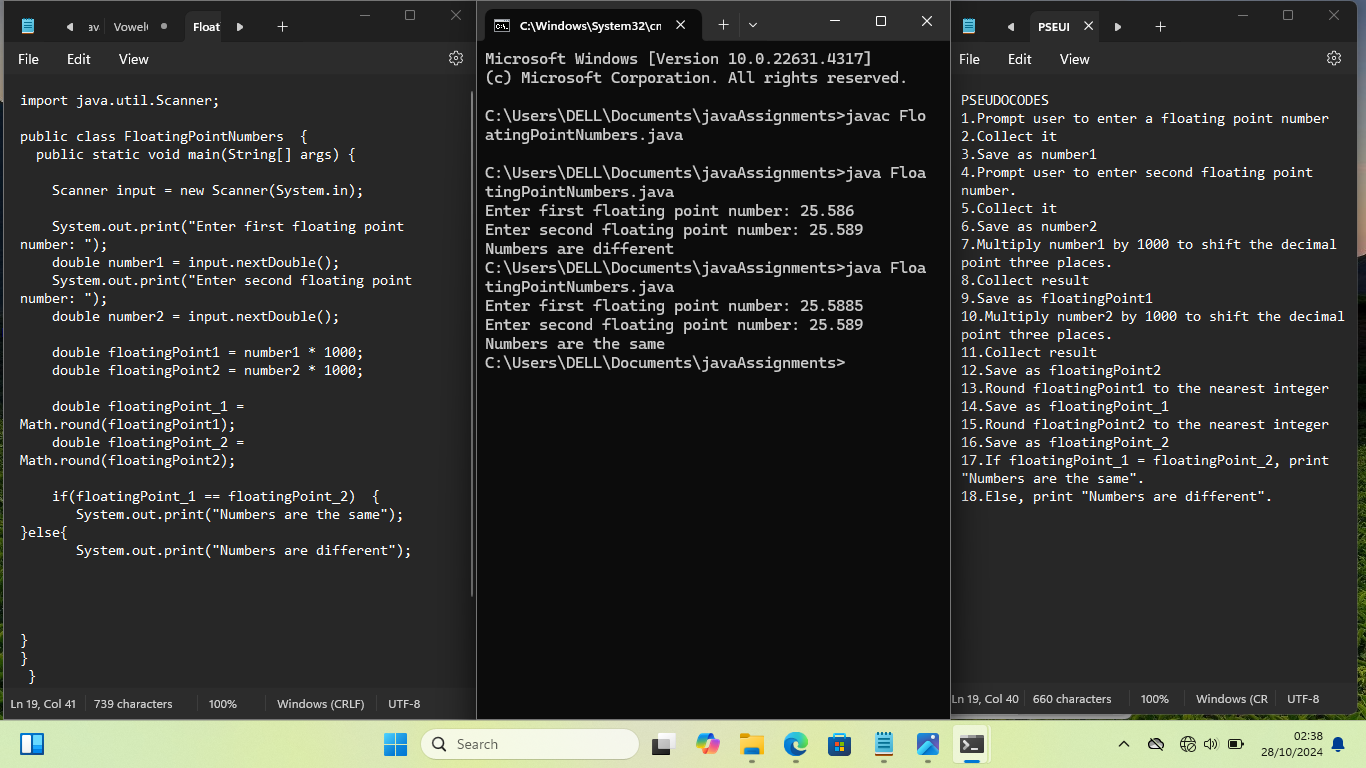 av Vowel Float
File Edit View
import java.util.Scanner;
public class FloatingPointNumbers {
public static void main(String[] args) {
Scanner input = new Scanner(System.in);
System.out.print("Enter first floating point
number: ");
double number1 = input.nextDouble();
System.out.print("Enter second floating point
number: ");
double number2 = input.nextDouble();
double floatingPoint1 = number1 * 1000;
double floatingPoint2 = number2 * 1000;
double floatingPoint_1 =
Math.round(floatingPoint1);
double floatingPoint_2 =
Math.round(floatingPoint2);
if(floatingPoint_1 == floatingPoint_2) {
System.out.print("Numbers are the same");
}else{
System.out.print("Numbers are different");
}
}
}
Ln 19, Col 41 739 characters 100% Windows (CRLF) UTF-8
C:\Windows\System32\cn
Microsoft Windows [Version 10.0.22631.4317]
(c) Microsoft Corporation. All rights reserved.
C:\Users\DELL\Documents\javaAssignments>javac Flo
atingPointNumbers.java
C:\Users\DELL\Documents\javaAssignments>java Floa
tingPointNumbers.java
Enter first floating point number: 25.586
Enter second floating point number: 25.589
Numbers are different
C:\Users\DELL\Documents\javaAssignments>java Floa
tingPointNumbers.java
Enter first floating point number: 25.5885
Enter second floating point number: 25.589
Numbers are the same
C:\Users\DELL\Documents\javaAssignments>
PSEUI
File Edit View
PSEUDOCODES
1.Prompt user to enter a floating point number
2.Collect it
3.Save as number1
4.Prompt user to enter second floating point
number.
5.Collect it
6.Save as number2
7.Multiply number1 by 1000 to shift the decimal
point three places.
8.Collect result
9.Save as floatingPoint1
10.Multiply number2 by 1000 to shift the decimal
point three places.
11.Collect result
12.Save as floatingPoint2
13.Round floatingPoint1 to the nearest integer
14.Save as floatingPoint_1
15.Round floatingPoint2 to the nearest integer
16.Save as floatingPoint_2
17.If floatingPoint_1 = floatingPoint_2, print
"Numbers are the same".
18.Else, print "Numbers are different".
Ln 19, Col 40 660 characters 100% Windows (CR UTF-8
Search
02:38
28/10/2024